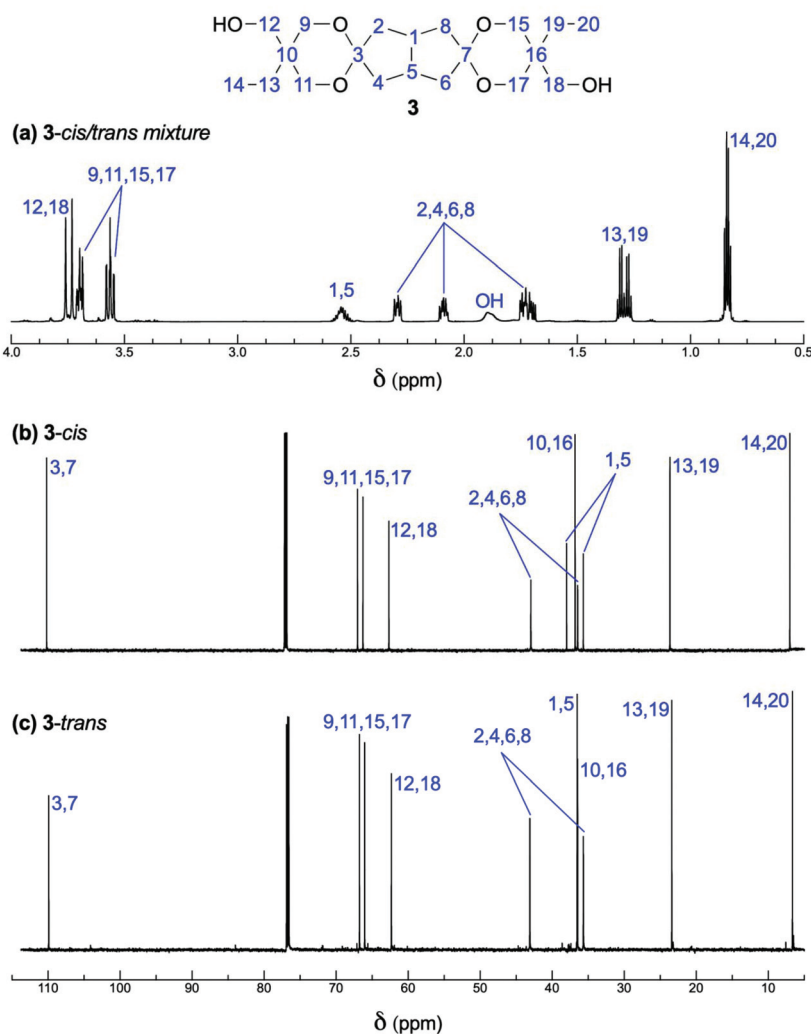 12 9 2 8 15 19 20
HO O 1 O
10 3 7 16
O 5 O
14 13 11 4 6 17 18 OH
3
(a) 3-cis/trans mixture
14,20
9,11,15,17
12,18
2,4,6,8
13,19
1,5
OH
4.0 3.5 3.0 2.5 2.0 1.5 1.0 0.5
δ (ppm)
(b) 3-cis
10,16
14,20
1,5
3,7
9,11,15,17
13,19
2,4,6,8
12,18
(c) 3-trans
9,11,15,17
1,5
13,19
14,20
2,4,6,8
10,16
12,18
3,7
110 100 90 80 70 60 50 40 30 20 10
δ (ppm)